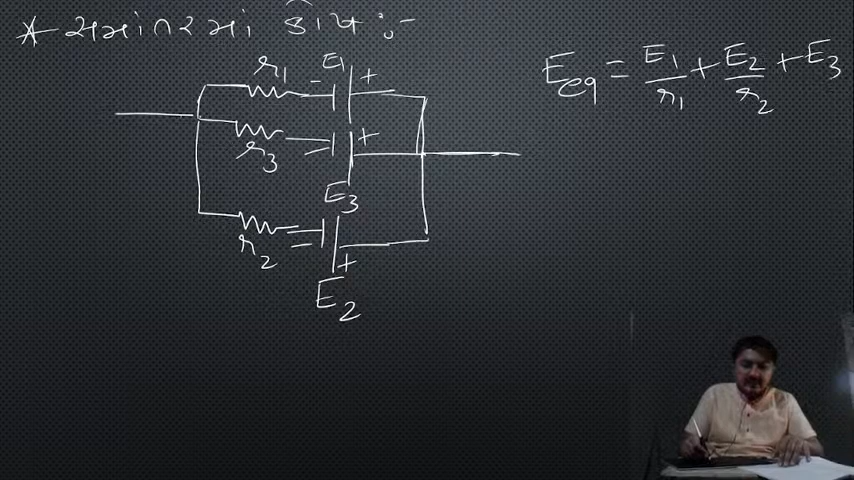 * સમાંતરમાં હોય :-
E_eq = E₁/r₁ + E₂/r₂ + E₃
r₁ - E₁ +
r₃ - +
E₃
r₂ - +
E₂